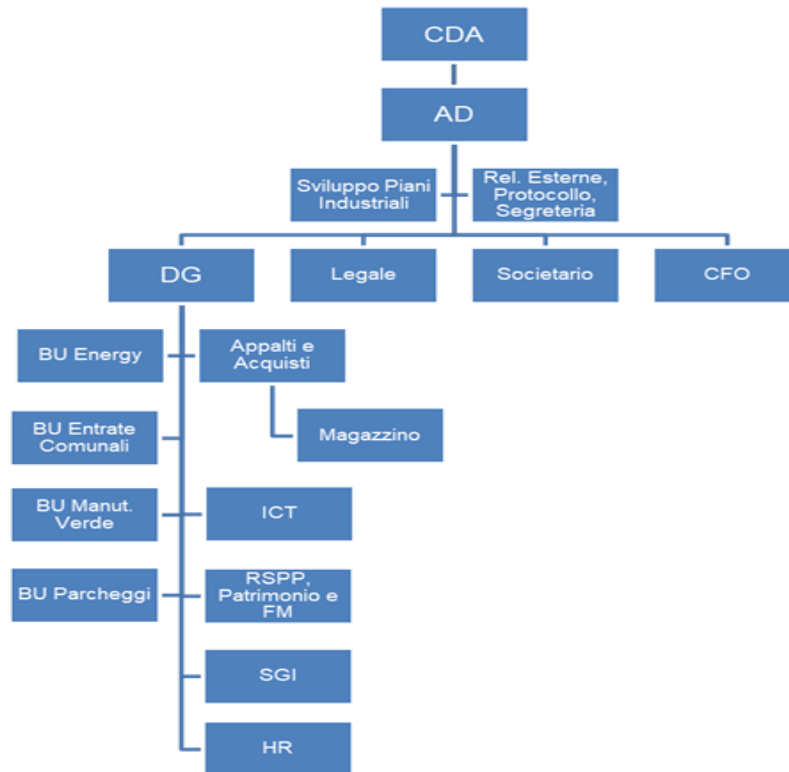 CDA
AD
Sviluppo Piani
Industriali
Rel. Esterne,
Protocollo,
Segreteria
DG
Legale
Societario
CFO
BU Energy
Appalti e
Acquisti
BU Entrate
Comunali
Magazzino
BU Manut.
Verde
ICT
BU Parcheggi
RSPP,
Patrimonio e
FM
SGI
HR